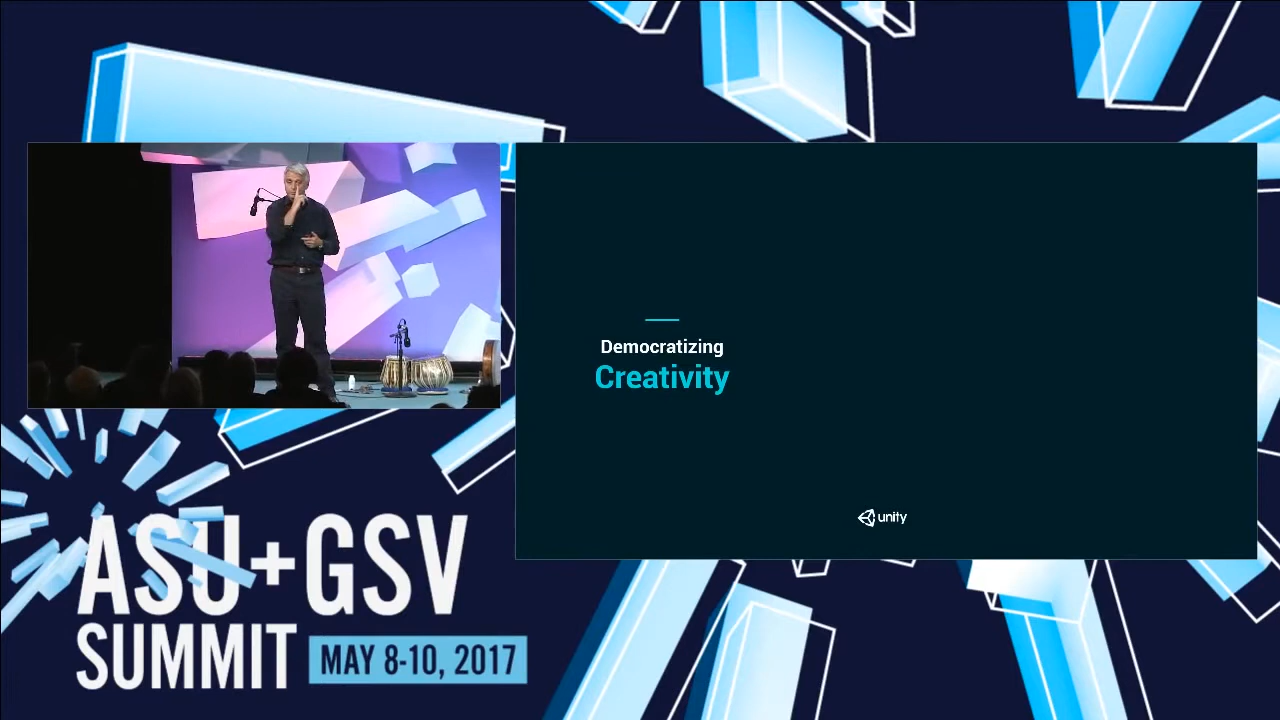 Democratizing
Creativity
unity
ASU+GSV
SUMMIT
MAY 8-10, 2017